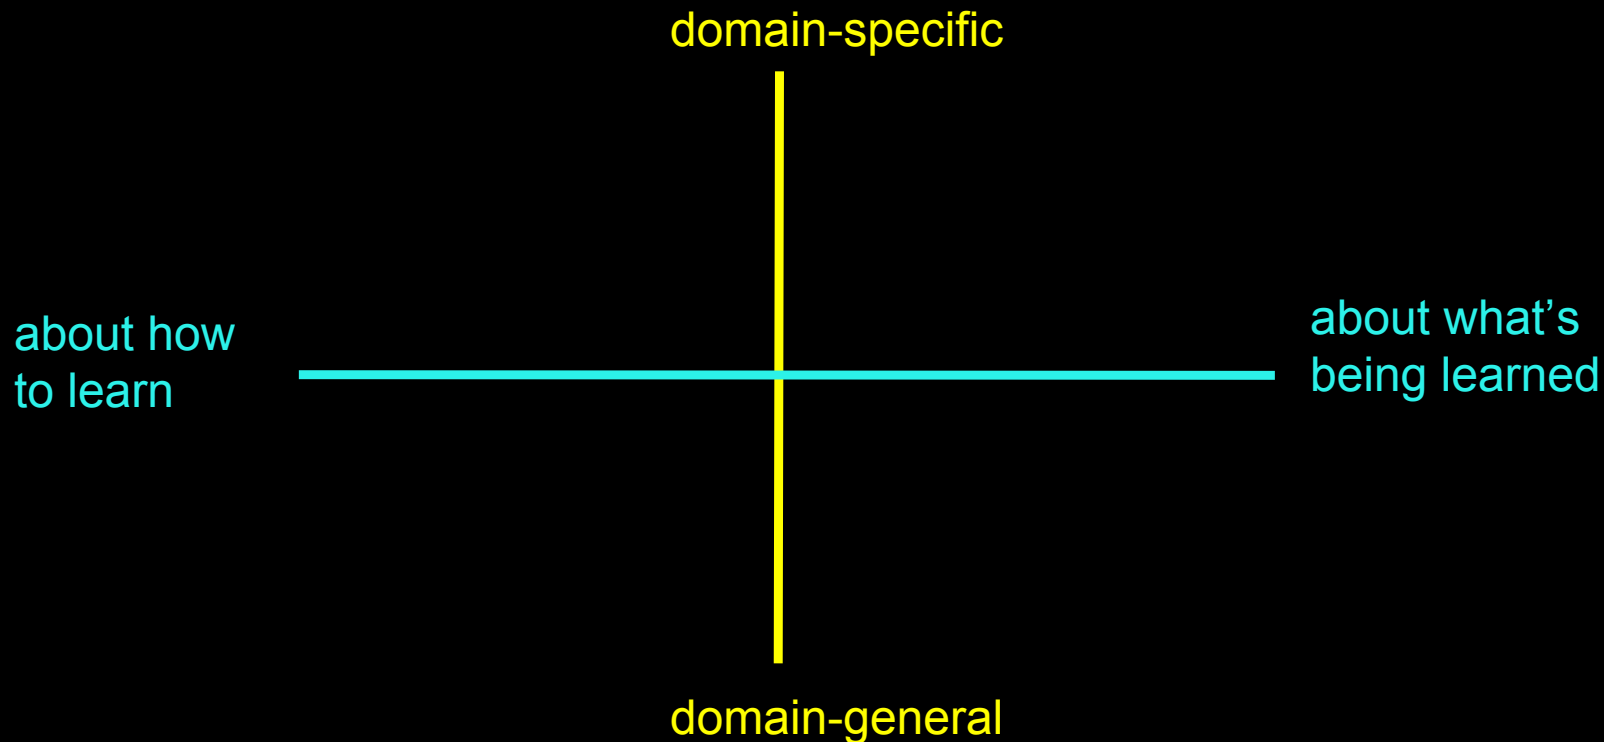 domain-specific
about how
to learn
about what’s
being learned
domain-general